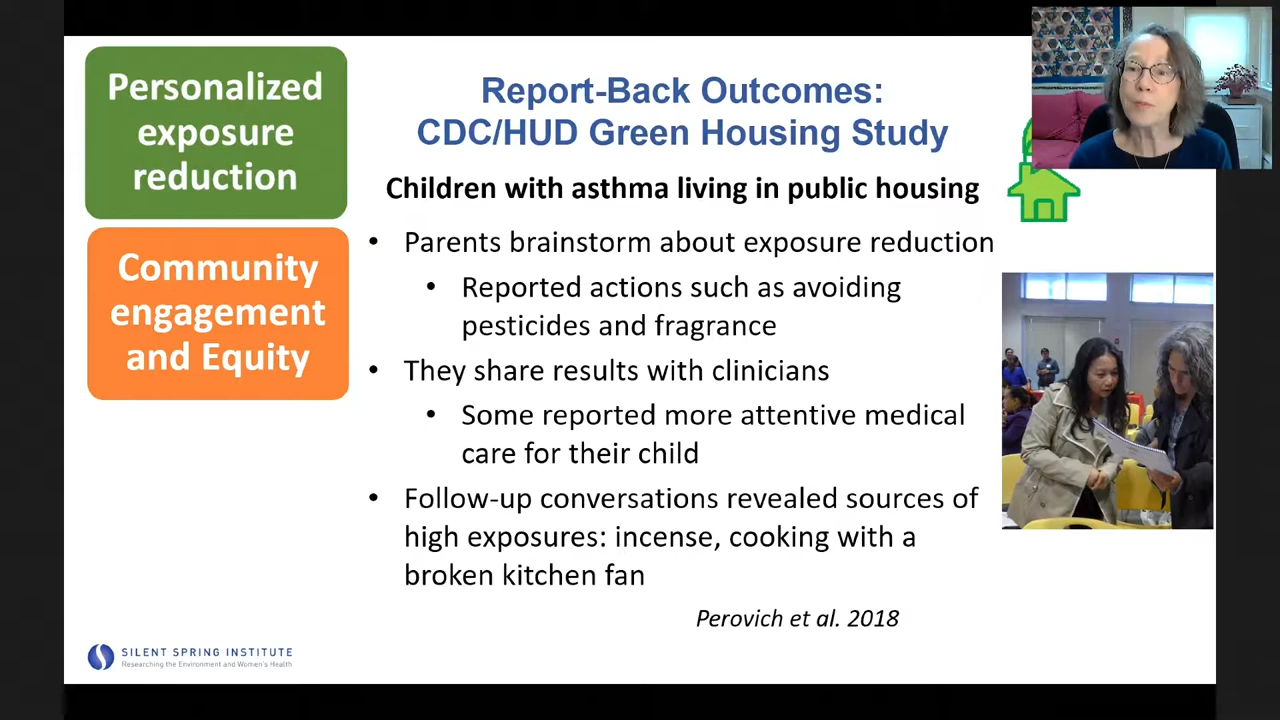 Personalized
exposure
reduction
Community
engagement
and Equity
Report-Back Outcomes:
CDC/HUD Green Housing Study
Children with asthma living in public housing
• Parents brainstorm about exposure reduction
• Reported actions such as avoiding
pesticides and fragrance
• They share results with clinicians
• Some reported more attentive medical
care for their child
• Follow-up conversations revealed sources of
high exposures: incense, cooking with a
broken kitchen fan
Perovich et al. 2018
SILENT SPRING INSTITUTE
Researching the Environment and Women's Health